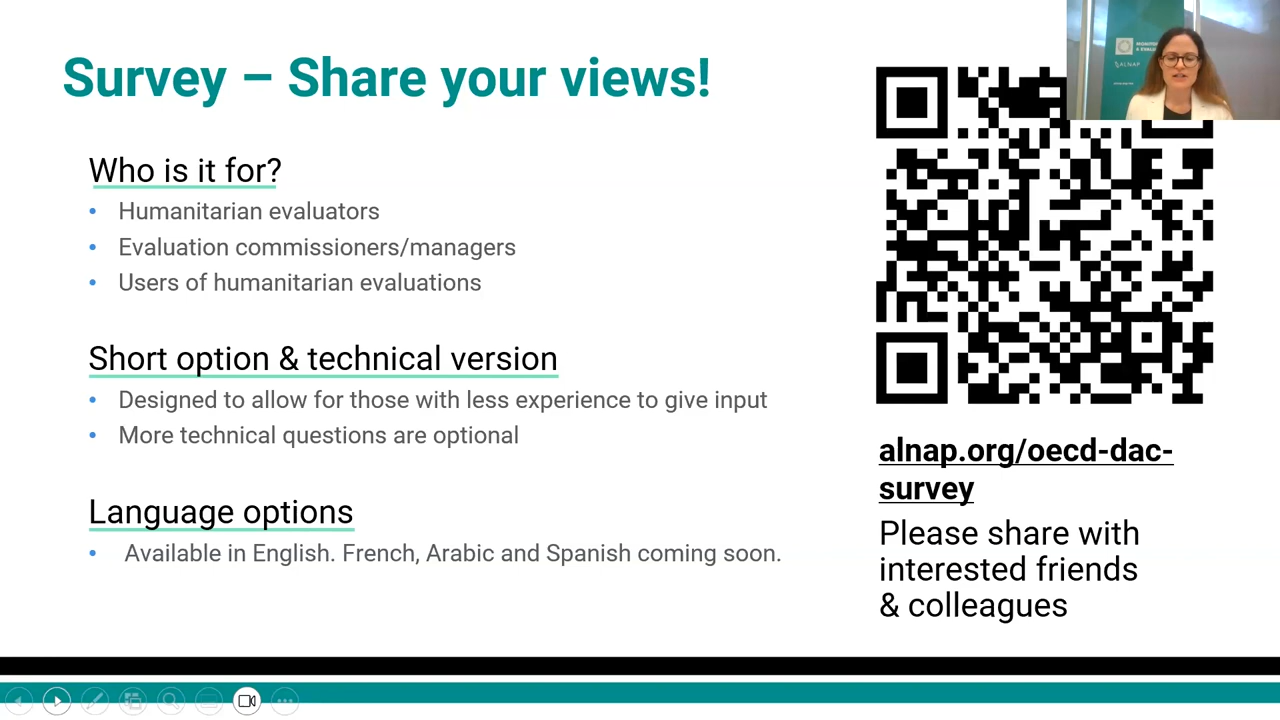 Survey – Share your views!
Who is it for?
• Humanitarian evaluators
• Evaluation commissioners/managers
• Users of humanitarian evaluations
Short option & technical version
• Designed to allow for those with less experience to give input
• More technical questions are optional
Language options
• Available in English. French, Arabic and Spanish coming soon.
ALNAP
alnap.org/oecd-dac-
survey
Please share with
interested friends
& colleagues